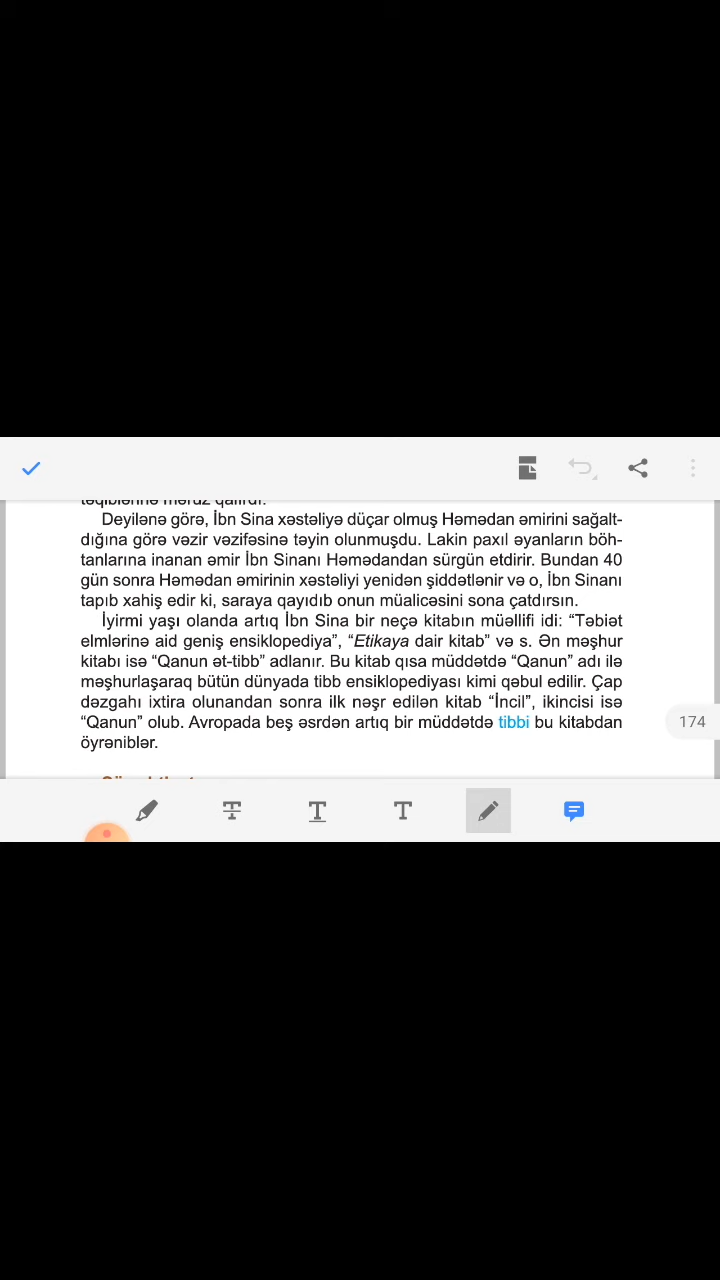 Deyilənə görə, İbn Sina xəstəliyə düçar olmuş Həmədan əmirini sağalt-
dığına görə vəzir vəzifəsinə təyin olunmuşdu. Lakin paxıl əyanların böh-
tanlarına inanan əmir İbn Sinanı Həmədandan sürgün etdirir. Bundan 40
gün sonra Həmədan əmirinin xəstəliyi yenidən şiddətlənir və o, İbn Sinanı
tapıb xahiş edir ki, saraya qayıdıb onun müalicəsini sona çatdırsın.
İyirmi yaşı olanda artıq İbn Sina bir neçə kitabın müəllifi idi: “Təbiət
elmlərinə aid geniş ensiklopediya”, “Etikaya dair kitab” və s. Ən məşhur
kitabı isə “Qanun ət-tibb” adlanır. Bu kitab qısa müddətdə “Qanun” adı ilə
məşhurlaşaraq bütün dünyada tibb ensiklopediyası kimi qəbul edilir. Çap
dəzgahı ixtira olunandan sonra ilk nəşr edilən kitab “İncil”, ikincisi isə
“Qanun” olub. Avropada beş əsrdən artıq bir müddətdə tibbi bu kitabdan
öyrəniblər.
174